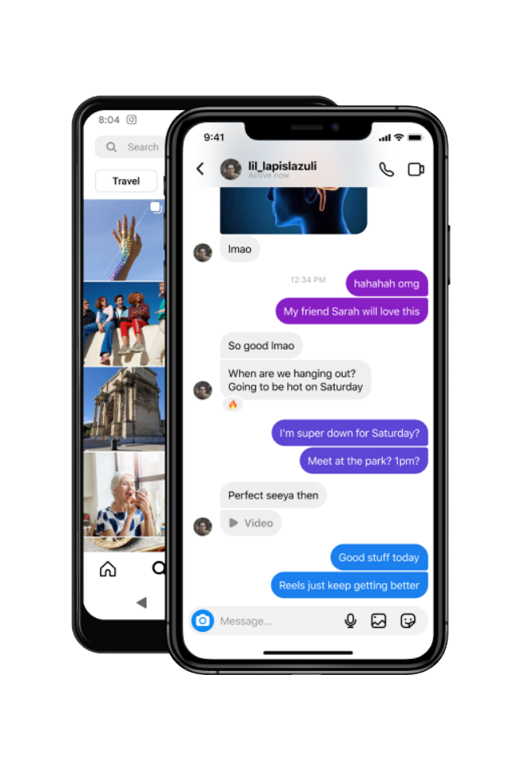 8:04
Search
Travel
9:41
lil_lapislazuli
Active now
lmao
12:34 PM
hahahah omg
My friend Sarah will love this
So good lmao
When are we hanging out?
Going to be hot on Saturday
I'm super down for Saturday?
Meet at the park? 1pm?
Perfect seeya then
Video
Good stuff today
Reels just keep getting better
Message...